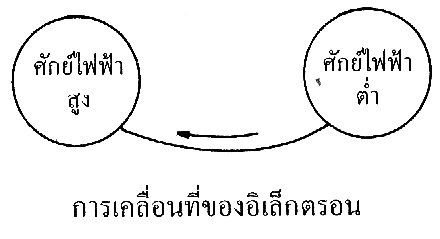 ศักย์ไฟฟ้า
สูง
ศักย์ไฟฟ้า
ต่ำ
การเคลื่อนที่ของอิเล็กตรอน